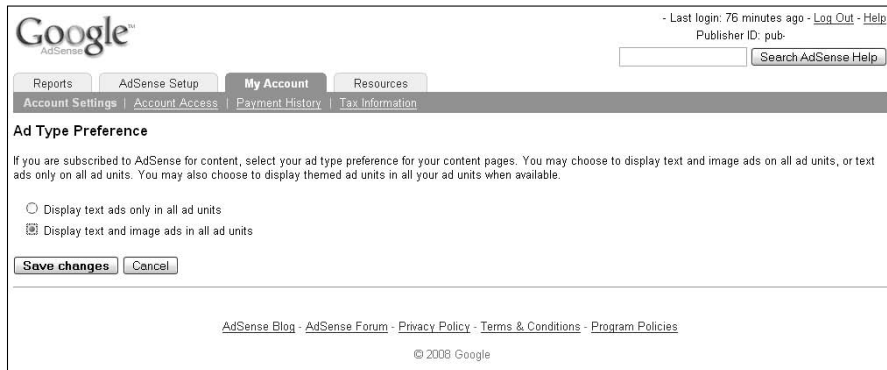 - Last login: 76 minutes ago - Log Out - Help
Publisher ID: pub-
Google™
AdSense
Search AdSense Help
Reports AdSense Setup My Account Resources
Account Settings | Account Access | Payment History | Tax Information
Ad Type Preference
If you are subscribed to AdSense for content, select your ad type preference for your content pages. You may choose to display text and image ads on all ad units, or text
ads only on all ad units. You may also choose to display themed ad units in all your ad units when available.
Display text ads only in all ad units
Display text and image ads in all ad units
Save changes Cancel
AdSense Blog - AdSense Forum - Privacy Policy - Terms & Conditions - Program Policies
© 2008 Google